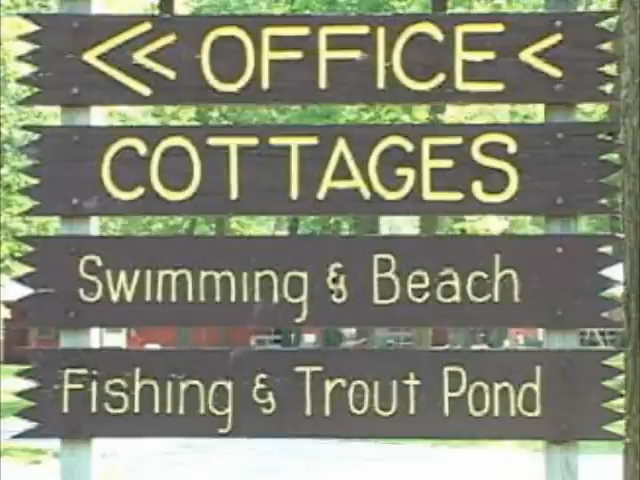 << OFFICE <
COTTAGES
Swimming & Beach
Fishing & Trout Pond